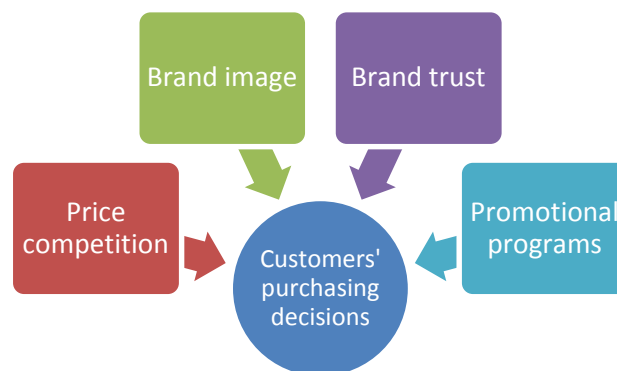 Brand image
Brand trust
Price
competition
Promotional
programs
Customers'
purchasing
decisions